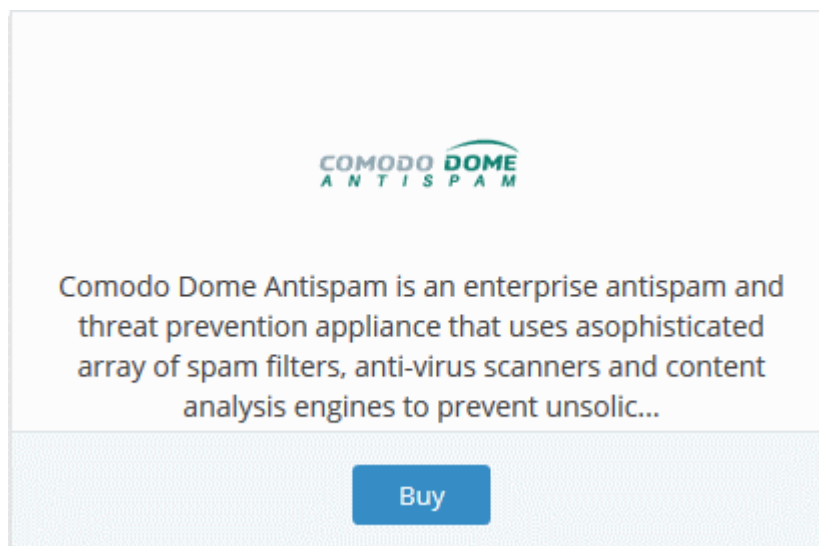 COMODO DOME
ANTISPAM
Comodo Dome Antispam is an enterprise antispam and
threat prevention appliance that uses asophisticated
array of spam filters, anti-virus scanners and content
analysis engines to prevent unsolic...
Buy